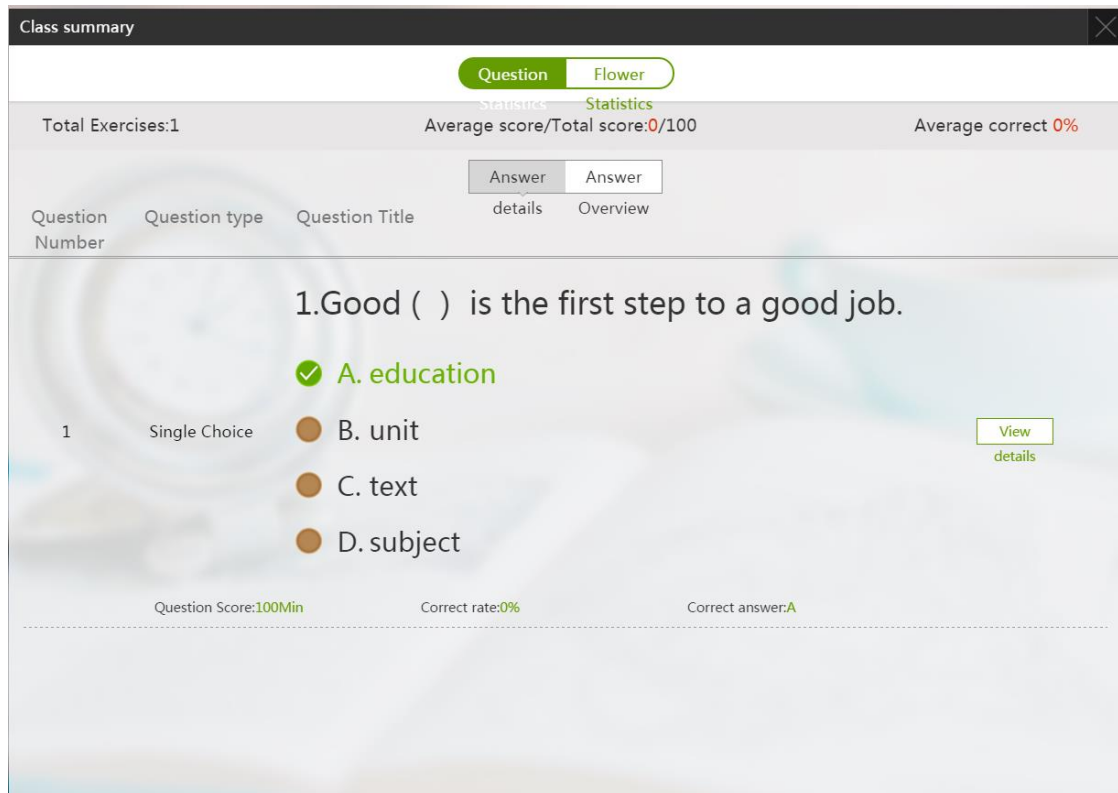 Class summary
Question Flower
Statistics Statistics
Total Exercises:1 Average score/Total score:0/100 Average correct 0%
Answer Answer
details Overview
Question Question type Question Title
Number
1.Good ( ) is the first step to a good job.
A. education
1 Single Choice B. unit View
details
C. text
D. subject
Question Score:100Min Correct rate:0% Correct answer:A